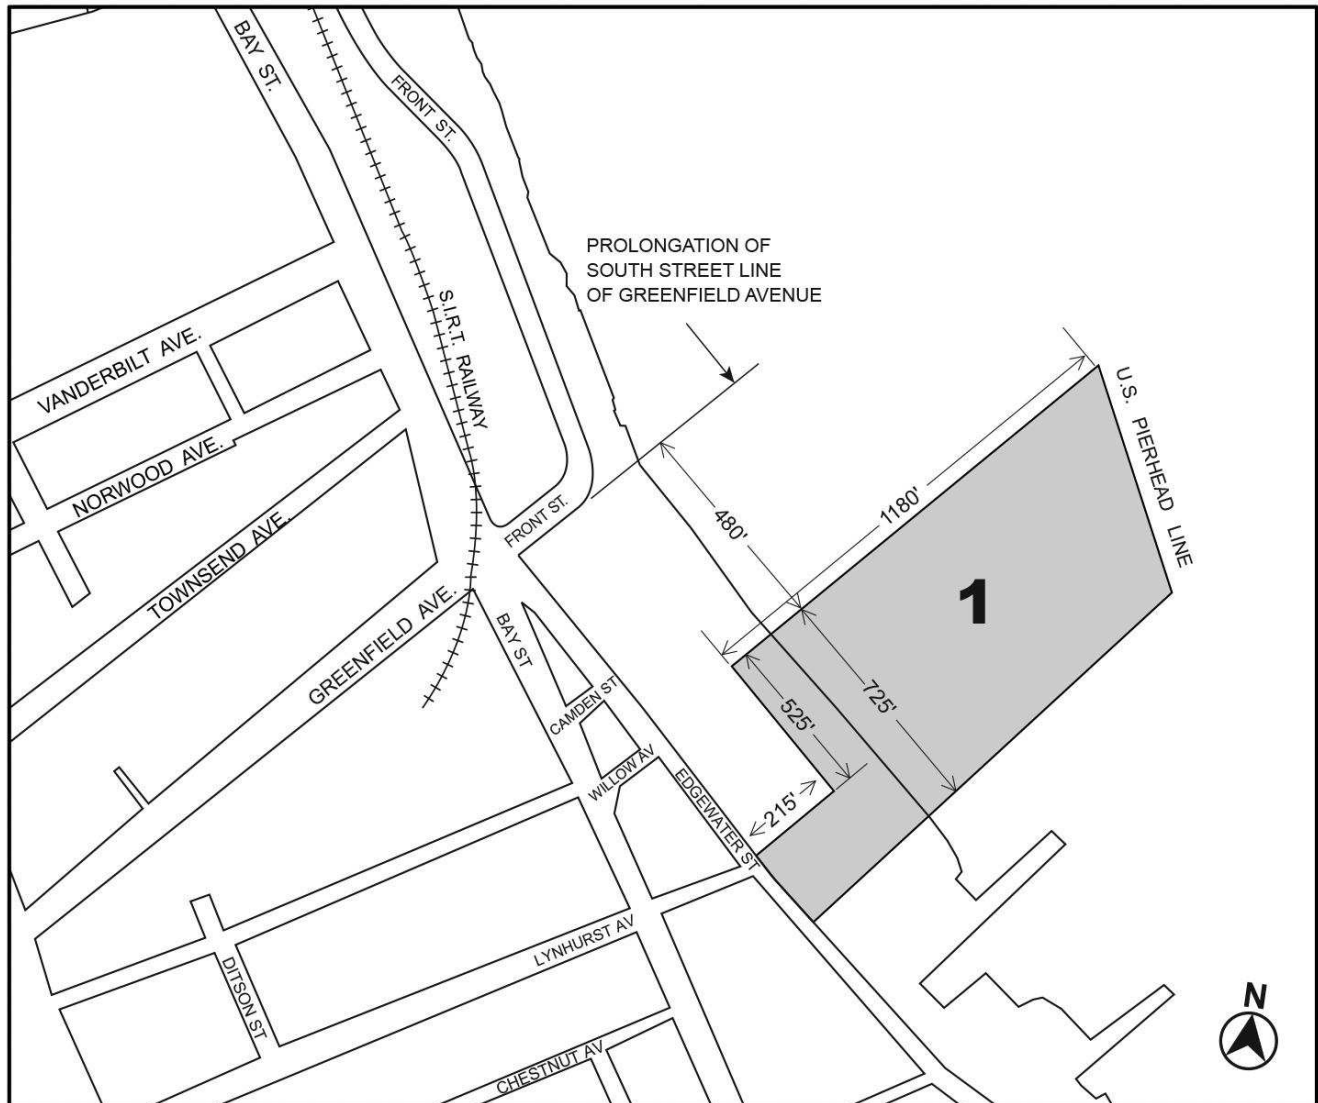 BAY ST.
FRONT ST.
PROLONGATION OF
SOUTH STREET LINE
OF GREENFIELD AVENUE
S.I.R.T. RAILWAY
VANDERBILT AVE.
U.S. PIERHEAD LINE
NORWOOD AVE.
1180'
480'
FRONT ST.
TOWNSEND AVE.
1
GREENFIELD AVE.
BAY ST
CAMDEN ST
725'
525'
WILLOW AV
EDGEWATER ST
215'
LYNHURST AV
DITSON ST
CHESTNUT AV
N